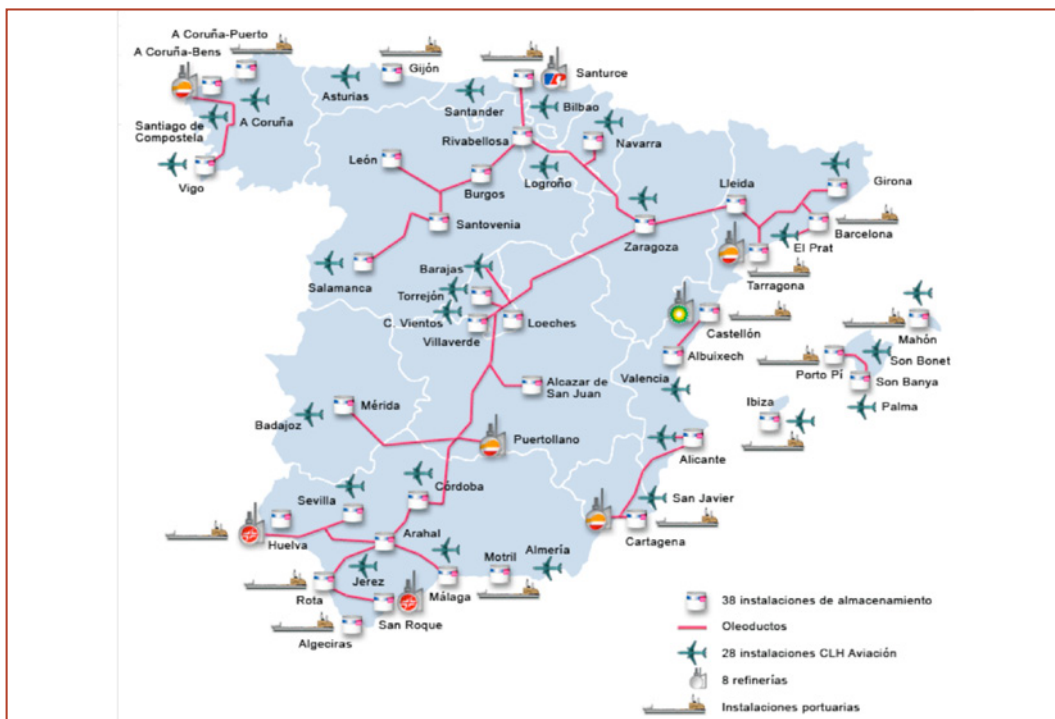 A Coruña-Puerto
A Coruña-Bens
Gijón
Santurce
Asturias
Santander
Bilbao
A Coruña
Santiago de
Compostela
Rivabellosa
Navarra
León
Vigo
Burgos
Logroño
Lleida
Girona
Santovenia
Zaragoza
Barcelona
El Prat
Salamanca
Barajas
Tarragona
Torrejón
C. Vientos
Loeches
Villaverde
Castellón
Mahón
Albuixech
Porto Pí
Son Bonet
Valencia
Son Banya
Alcazar de
San Juan
Mérida
Ibiza
Palma
Badajoz
Puertollano
Alicante
Córdoba
Sevilla
San Javier
Huelva
Arahal
Cartagena
Motril
Almería
Jerez
Rota
Málaga
San Roque
Algeciras
38 instalaciones de almacenamiento
Oleoductos
28 instalaciones CLH Aviación
8 refinerías
Instalaciones portuarias